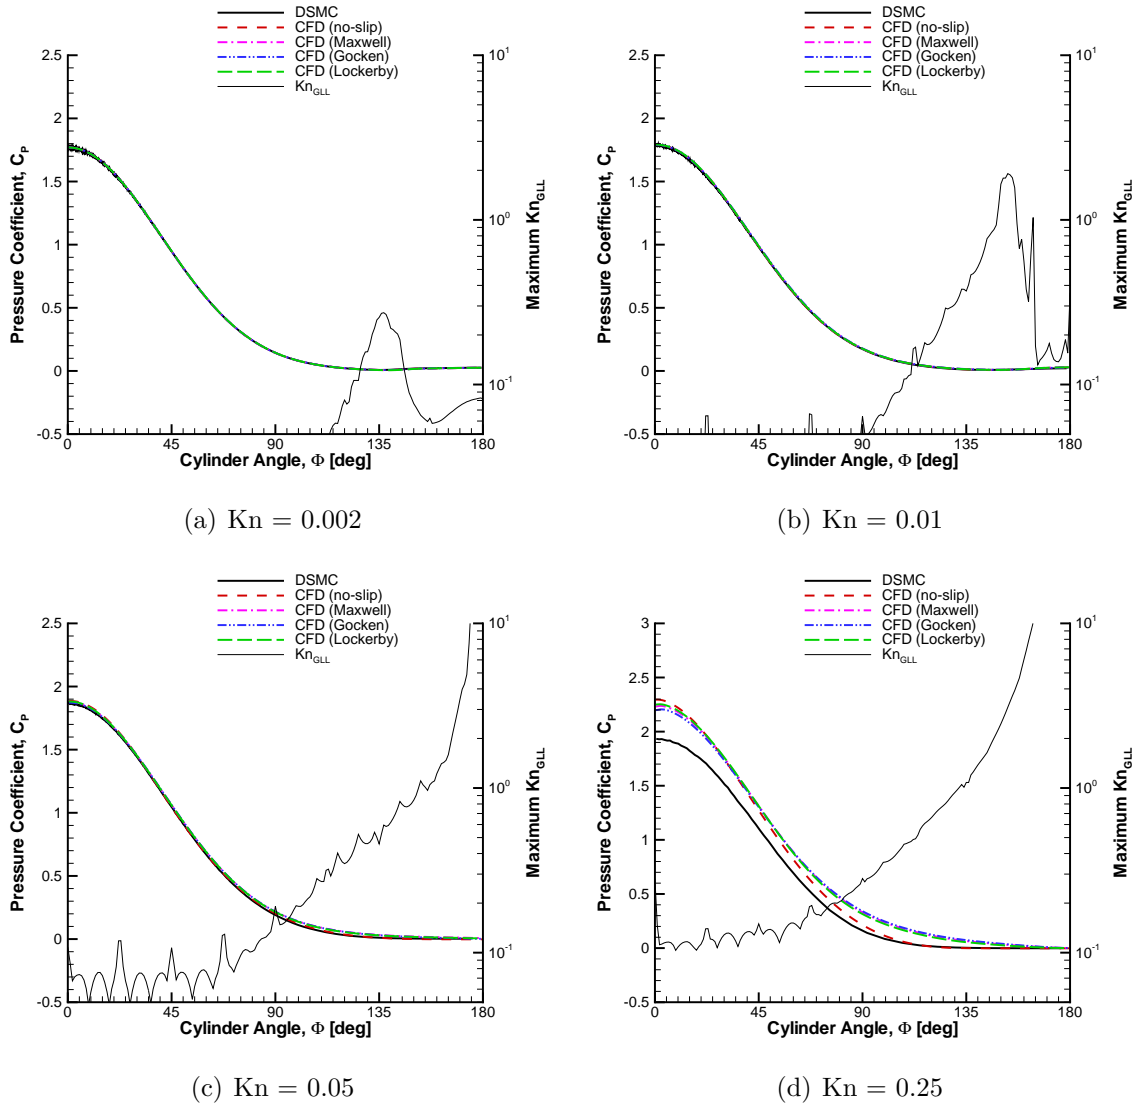 DSMC
CFD (no-slip)
CFD (Maxwell)
CFD (Gocken)
CFD (Lockerby)
Kn_GLL
2.5
2
1.5
1
0.5
0
-0.5
Pressure Coefficient, C_P
10^1
10^0
10^-1
Maximum Kn_GLL
0 45 90 135 180
Cylinder Angle, Φ [deg]
(a) Kn = 0.002
DSMC
CFD (no-slip)
CFD (Maxwell)
CFD (Gocken)
CFD (Lockerby)
Kn_GLL
2.5
2
1.5
1
0.5
0
-0.5
Pressure Coefficient, C_P
10^1
10^0
10^-1
Maximum Kn_GLL
0 45 90 135 180
Cylinder Angle, Φ [deg]
(b) Kn = 0.01
DSMC
CFD (no-slip)
CFD (Maxwell)
CFD (Gocken)
CFD (Lockerby)
Kn_GLL
2.5
2
1.5
1
0.5
0
-0.5
Pressure Coefficient, C_P
10^1
10^0
10^-1
Maximum Kn_GLL
0 45 90 135 180
Cylinder Angle, Φ [deg]
(c) Kn = 0.05
DSMC
CFD (no-slip)
CFD (Maxwell)
CFD (Gocken)
CFD (Lockerby)
Kn_GLL
3
2.5
2
1.5
1
0.5
0
-0.5
Pressure Coefficient, C_P
10^1
10^0
10^-1
Maximum Kn_GLL
0 45 90 135 180
Cylinder Angle, Φ [deg]
(d) Kn = 0.25